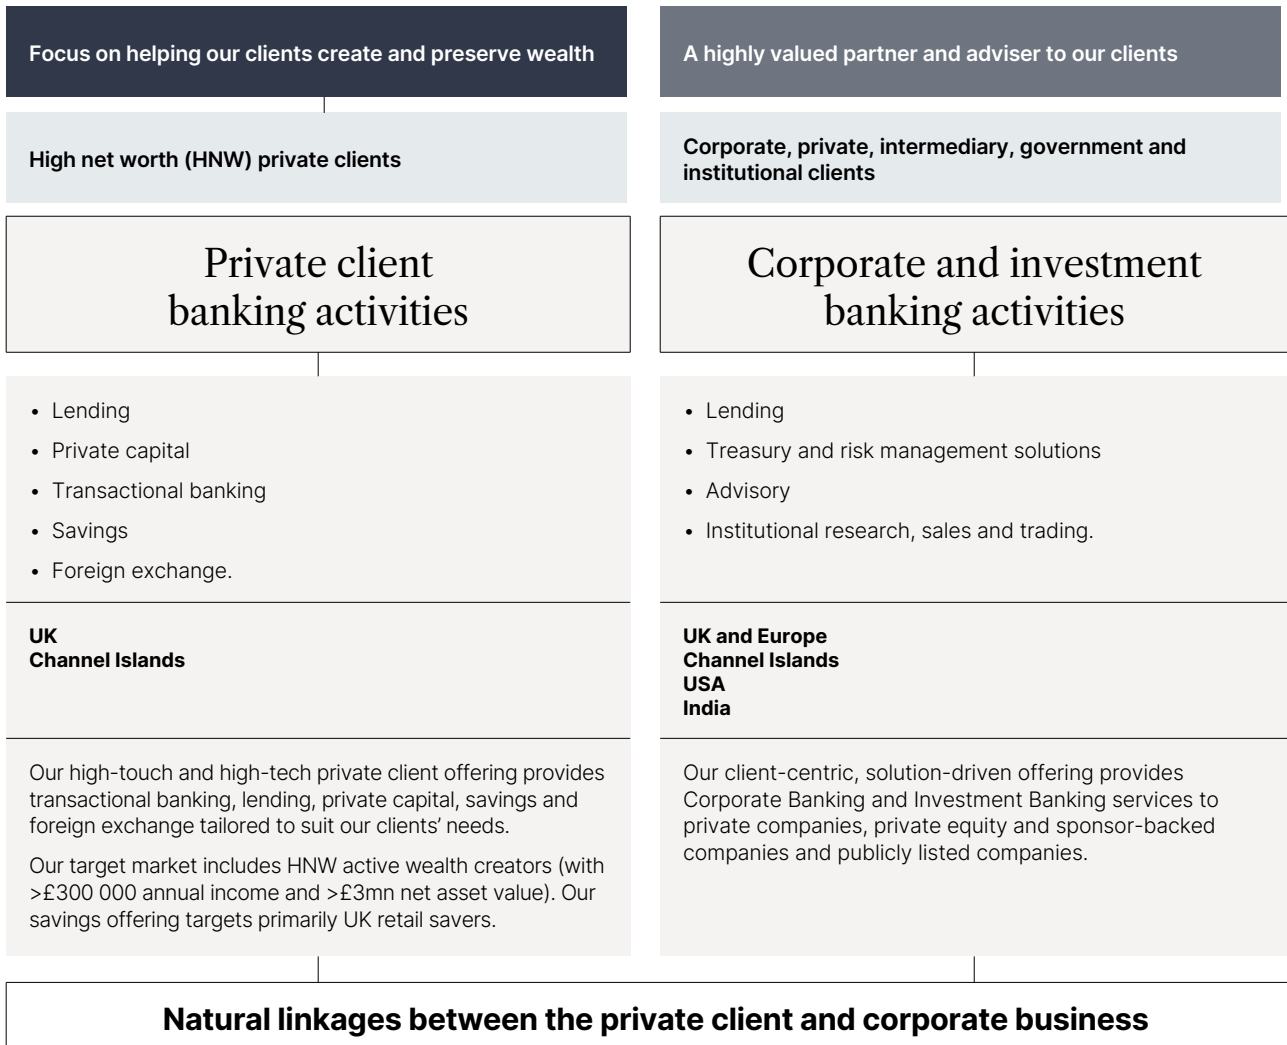 Focus on helping our clients create and preserve wealth
High net worth (HNW) private clients
Private client
banking activities
• Lending
• Private capital
• Transactional banking
• Savings
• Foreign exchange.
UK
Channel Islands
Our high-touch and high-tech private client offering provides
transactional banking, lending, private capital, savings and
foreign exchange tailored to suit our clients’ needs.
Our target market includes HNW active wealth creators (with
>£300 000 annual income and >£3mn net asset value). Our
savings offering targets primarily UK retail savers.
A highly valued partner and adviser to our clients
Corporate, private, intermediary, government and
institutional clients
Corporate and investment
banking activities
• Lending
• Treasury and risk management solutions
• Advisory
• Institutional research, sales and trading.
UK and Europe
Channel Islands
USA
India
Our client-centric, solution-driven offering provides
Corporate Banking and Investment Banking services to
private companies, private equity and sponsor-backed
companies and publicly listed companies.
Natural linkages between the private client and corporate business